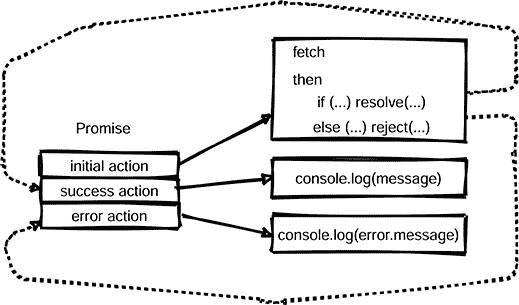 fetch
then
if (...) resolve(...)
else (...) reject(...)
Promise
initial action
success action
error action
console.log(message)
console.log(error.message)